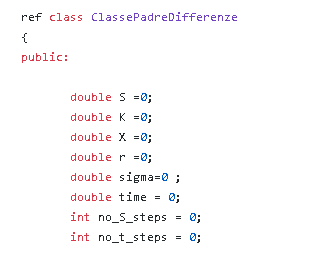 ref class ClassePadreDifferenze
{
public:
double S =0;
double K =0;
double X =0;
double r =0;
double sigma=0 ;
double time = 0;
int no_S_steps = 0;
int no_t_steps = 0;